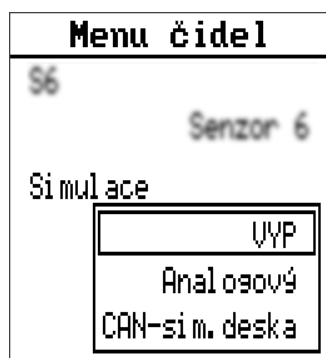 Menu čidel
S6
Senzor 6
Simulace
VYP
Analogový
CAN-sim.deska